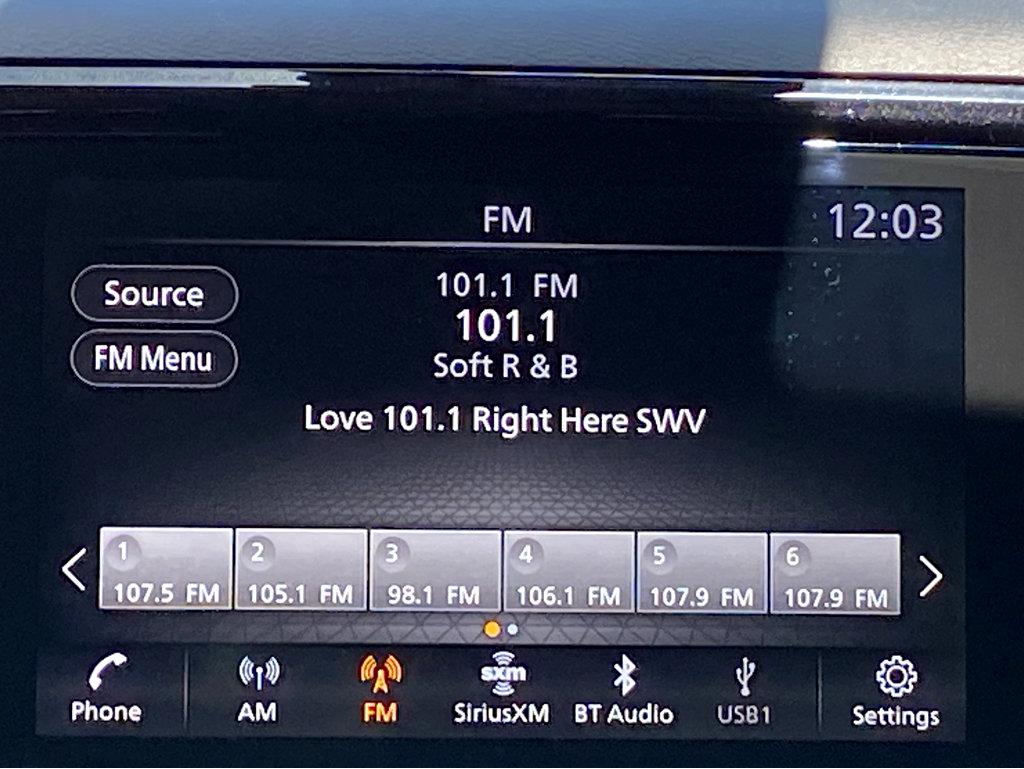 FM
12:03
Source
101.1 FM
101.1
FM Menu
Soft R & B
Love 101.1 Right Here SWV
1 2 3 4 5 6
107.5 FM 105.1 FM 98.1 FM 106.1 FM 107.9 FM 107.9 FM
sxm
Phone AM FM SiriusXM BT Audio USB1 Settings